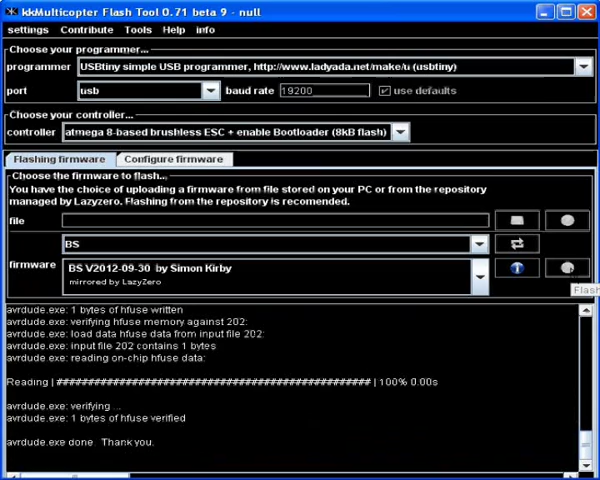 kkMulticopter Flash Tool 0.71 beta 9 - null
settings Contribute Tools Help info
Choose your programmer...
programmer USBtiny simple USB programmer, http://www.ladyada.net/make/u (usbtiny)
port usb baud rate 19200 use defaults
Choose your controller...
controller atmega 8-based brushless ESC + enable Bootloader (8kB flash)
Flashing firmware Configure firmware
Choose the firmware to flash...
You have the choice of uploading a firmware from file stored on your PC or from the repository
managed by Lazyzero. Flashing from the repository is recomended.
file
BS
firmware BS V2012-09-30 by Simon Kirby
mirrored by LazyZero
Flash
avrdude.exe: 1 bytes of hfuse written
avrdude.exe: verifying hfuse memory against 202:
avrdude.exe: load data hfuse data from input file 202:
avrdude.exe: input file 202 contains 1 bytes
avrdude.exe: reading on-chip hfuse data:
Reading | ################################################## | 100% 0.00s
avrdude.exe: verifying ...
avrdude.exe: 1 bytes of hfuse verified
avrdude.exe done. Thank you.